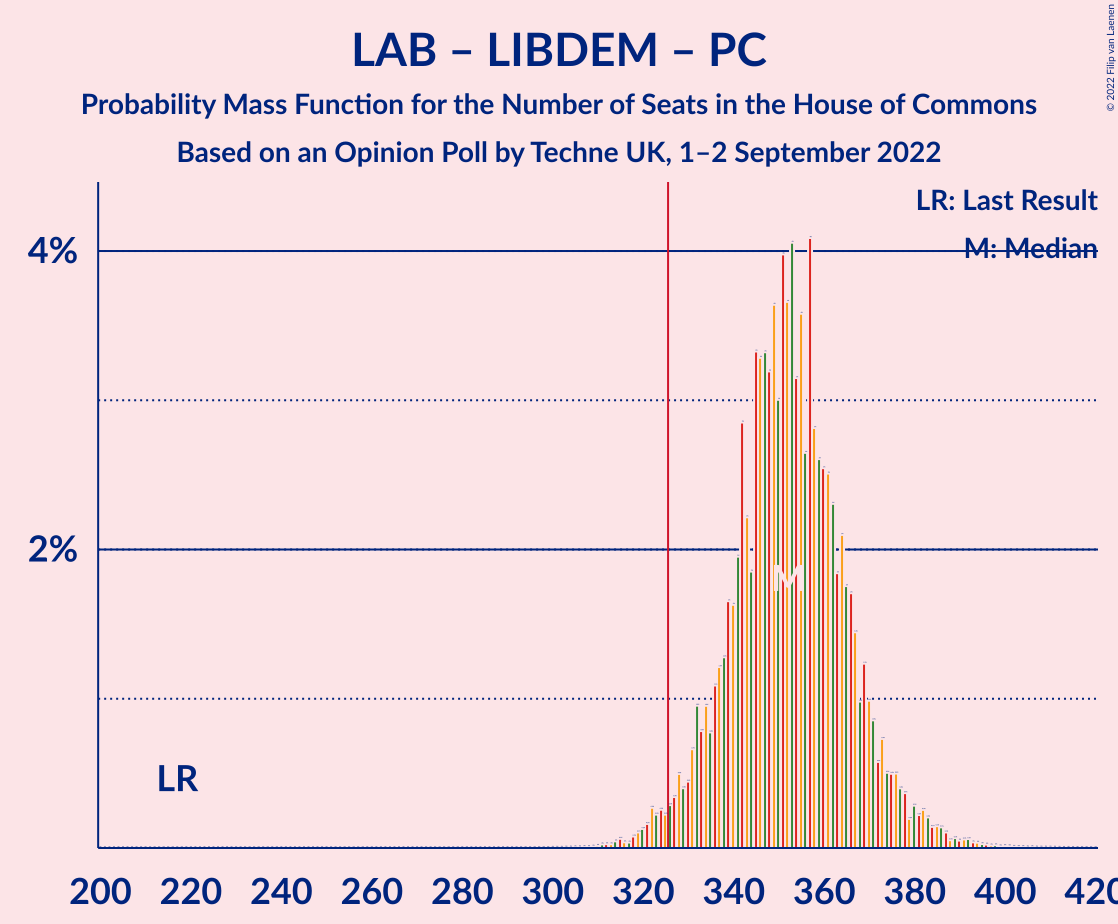 LAB – LIBDEM – PC
Probability Mass Function for the Number of Seats in the House of Commons
Based on an Opinion Poll by Techne UK, 1–2 September 2022
© 2022 Filip van Laenen
LR: Last Result
M: Median
4%
2%
M
LR
200 220 240 260 280 300 320 340 360 380 400 420